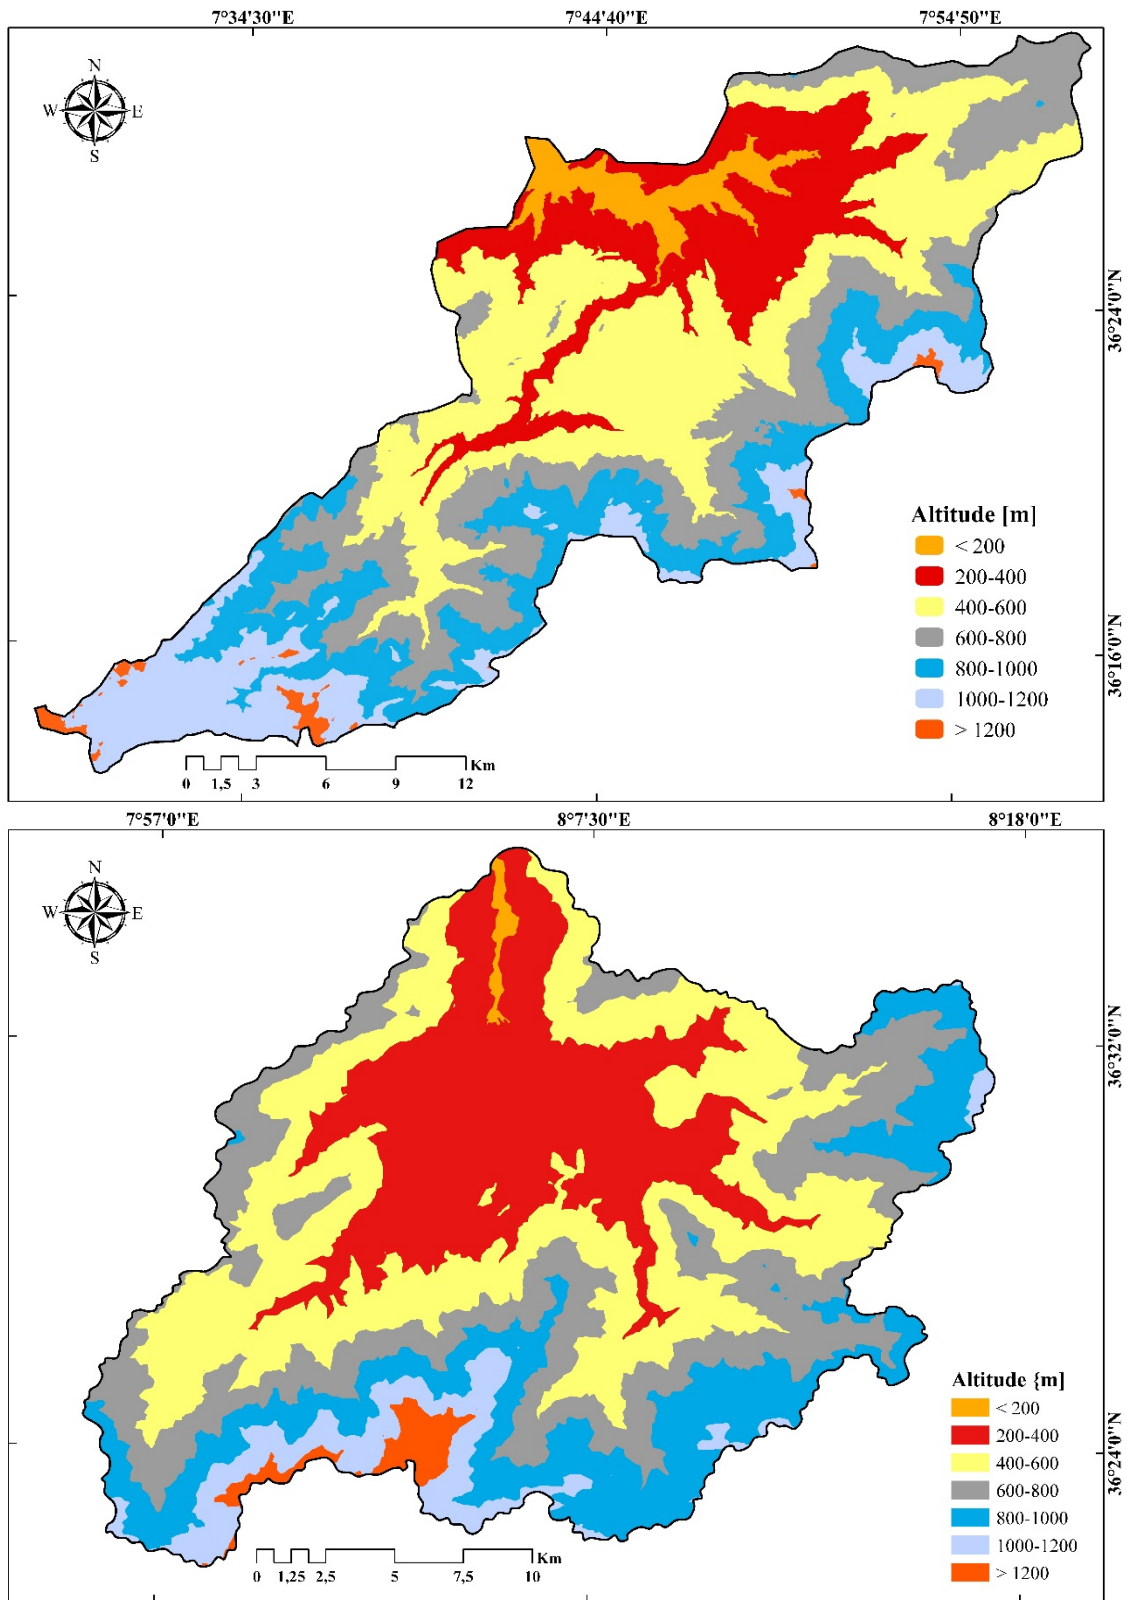 7°34'30"E 7°44'40"E 7°54'50"E
N
W E
S
36°24'0"N
Altitude [m]
< 200
200-400
400-600
600-800
800-1000
1000-1200
> 1200
36°16'0"N
Km
0 1,5 3 6 9 12
7°57'0"E 8°7'30"E 8°18'0"E
N
W E
S
36°32'0"N
Altitude {m]
< 200
200-400
400-600
600-800
800-1000
1000-1200
> 1200
36°24'0"N
Km
0 1,25 2,5 5 7,5 10